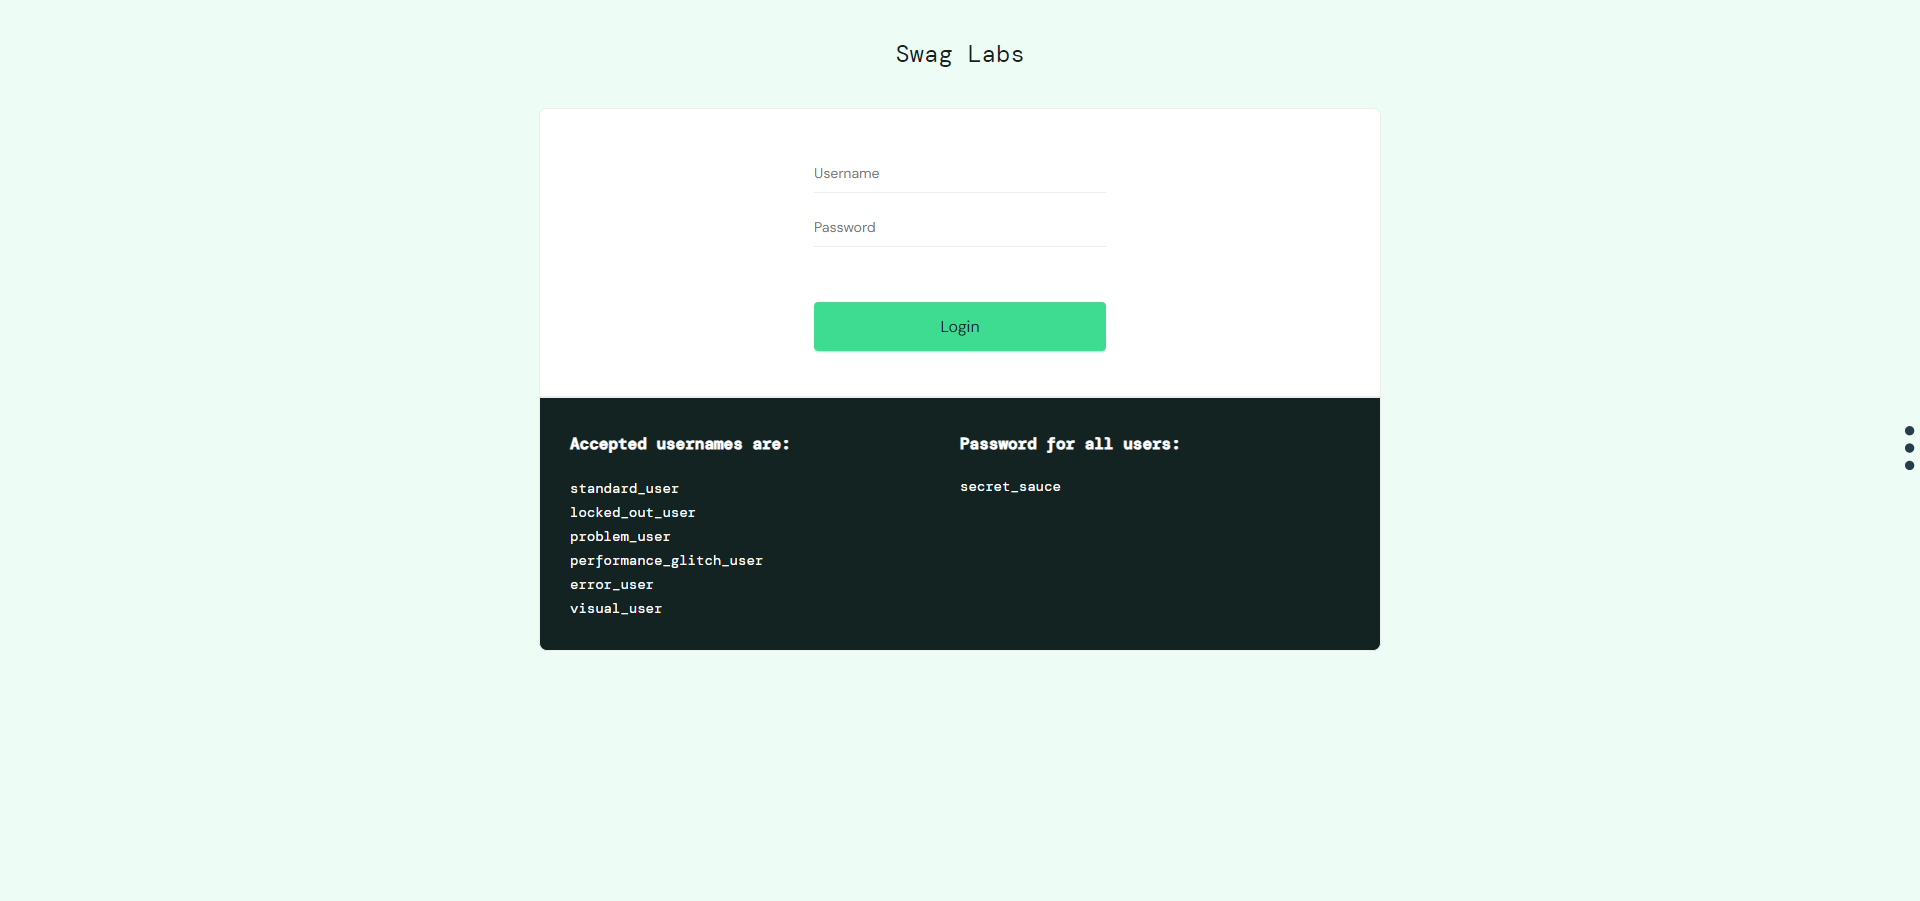 Swag Labs
Username
Password
Login
Accepted usernames are:
standard_user
locked_out_user
problem_user
performance_glitch_user
error_user
visual_user
Password for all users:
secret_sauce